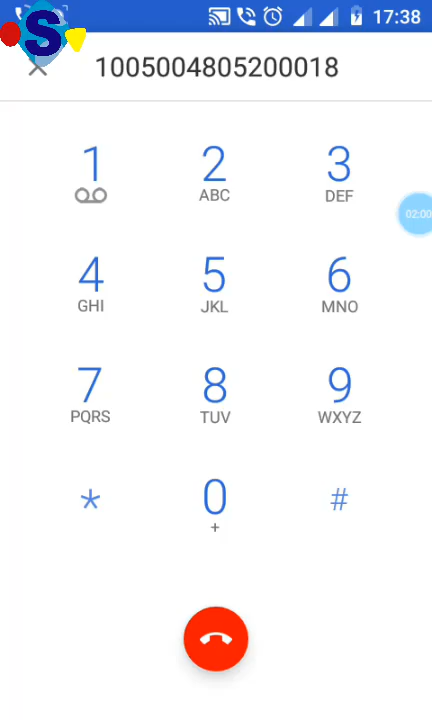 S
17:38
1005004805200018
1 2 3
ABC DEF
02:00
4 5 6
GHI JKL MNO
7 8 9
PQRS TUV WXYZ
* 0 #
+